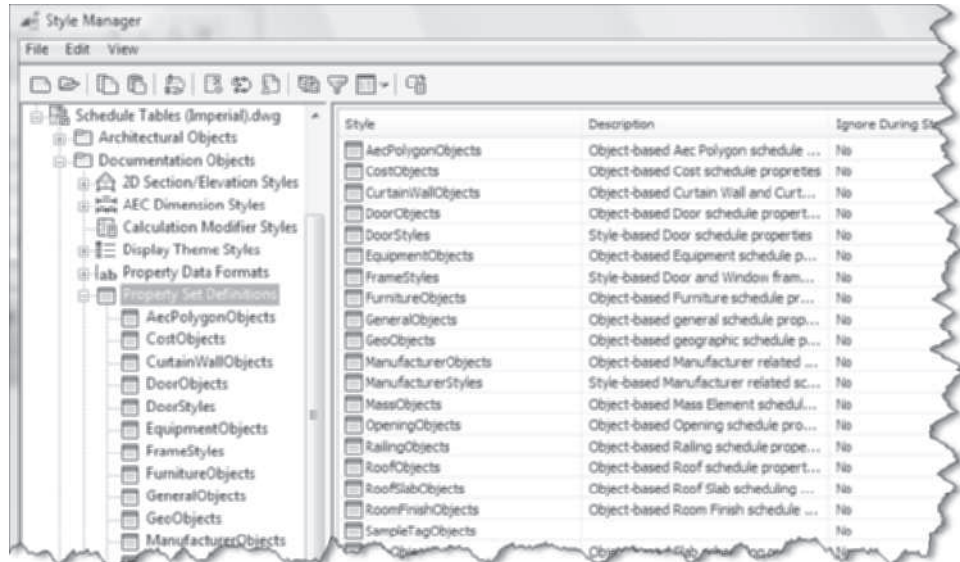 Style Manager
File Edit View
Schedule Tables (Imperial).dwg
Architectural Objects
Documentation Objects
2D Section/Elevation Styles
AEC Dimension Styles
Calculation Modifier Styles
Display Theme Styles
Property Data Formats
Property Set Definitions
AecPolygonObjects
CostObjects
CurtainWallObjects
DoorObjects
DoorStyles
EquipmentObjects
FrameStyles
FurnitureObjects
GeneralObjects
GeoObjects
ManufacturerObjects
Style Description Ignore During
AecPolygonObjects Object-based Aec Polygon schedule ... No
CostObjects Object-based Cost schedule propreties No
CurtainWallObjects Object-based Curtain Wall and Curt... No
DoorObjects Object-based Door schedule propert... No
DoorStyles Style-based Door schedule properties No
EquipmentObjects Object-based Equipment schedule p... No
FrameStyles Style-based Door and Window fram... No
FurnitureObjects Object-based Furniture schedule pr... No
GeneralObjects Object-based general schedule prop... No
GeoObjects Object-based geographic schedule p... No
ManufacturerObjects Object-based Manufacturer related ... No
ManufacturerStyles Style-based Manufacturer related sc... No
MassObjects Object-based Mass Element schedul... No
OpeningObjects Object-based Opening schedule pro... No
RailingObjects Object-based Railing schedule prope... No
RoofObjects Object-based Roof schedule propert... No
RoofSlabObjects Object-based Roof Slab scheduling ... No
RoomFinishObjects Object-based Room Finish schedule ... No
SampleTagObjects No